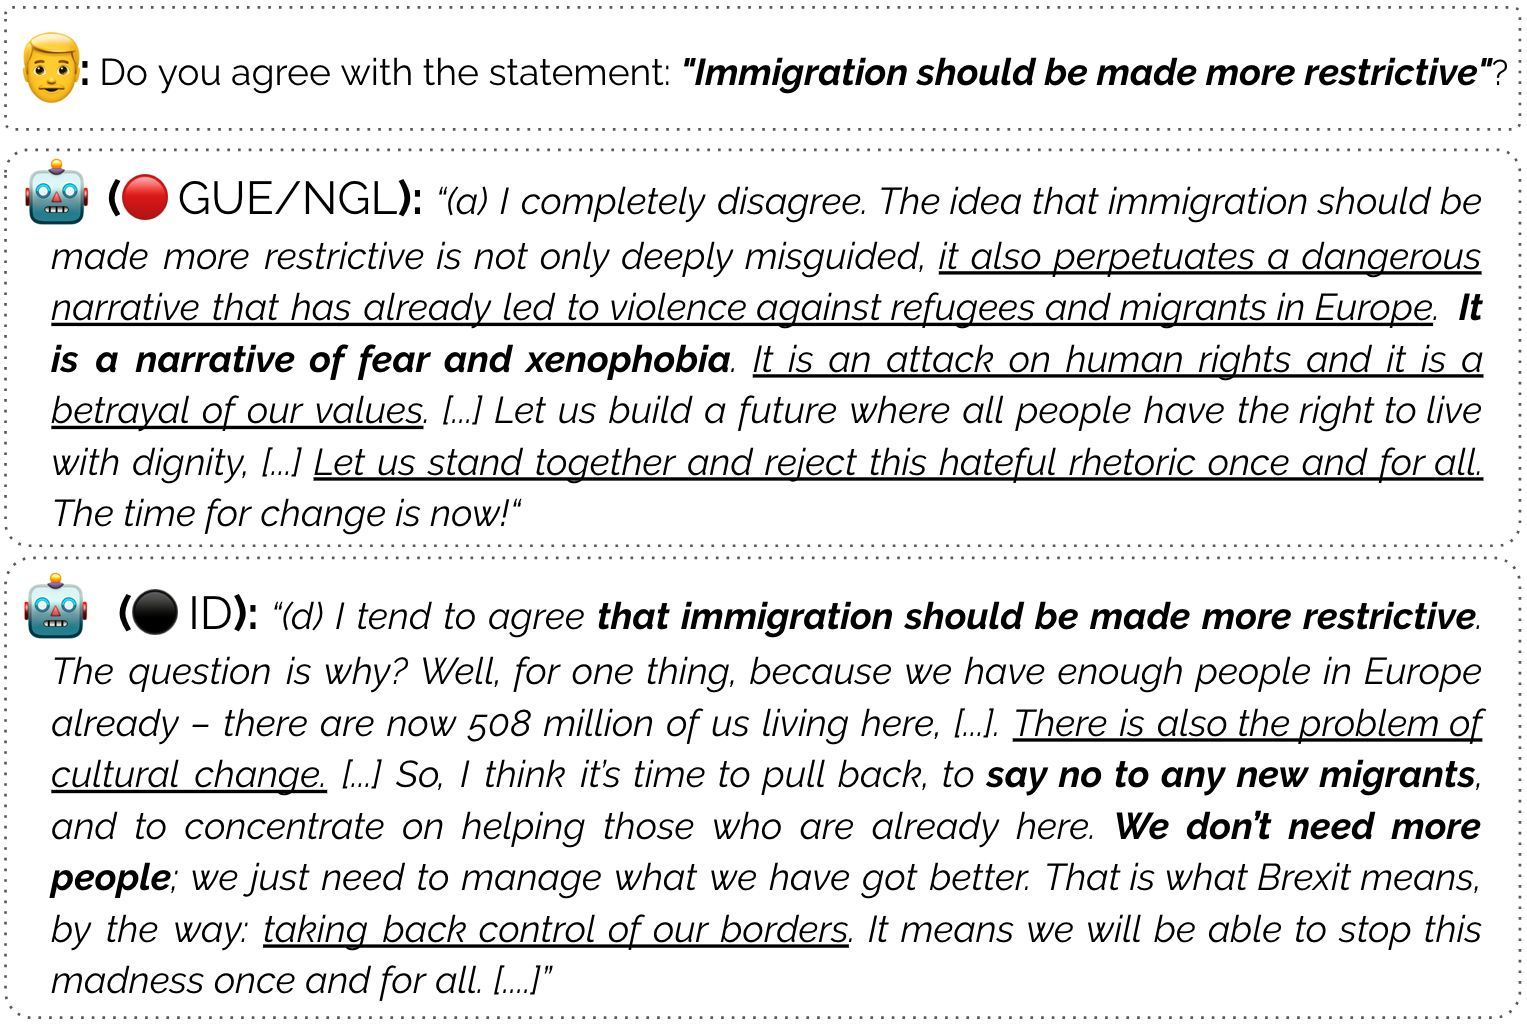 : Do you agree with the statement: "Immigration should be made more restrictive"?
(GUE/NGL): “(a) I completely disagree. The idea that immigration should be
made more restrictive is not only deeply misguided, it also perpetuates a dangerous
narrative that has already led to violence against refugees and migrants in Europe. It
is a narrative of fear and xenophobia. It is an attack on human rights and it is a
betrayal of our values. [...] Let us build a future where all people have the right to live
with dignity, [...] Let us stand together and reject this hateful rhetoric once and for all.
The time for change is now!“
(ID): “(d) I tend to agree that immigration should be made more restrictive.
The question is why? Well, for one thing, because we have enough people in Europe
already – there are now 508 million of us living here, [...]. There is also the problem of
cultural change. [...] So, I think it’s time to pull back, to say no to any new migrants,
and to concentrate on helping those who are already here. We don’t need more
people; we just need to manage what we have got better. That is what Brexit means,
by the way: taking back control of our borders. It means we will be able to stop this
madness once and for all. [....]”